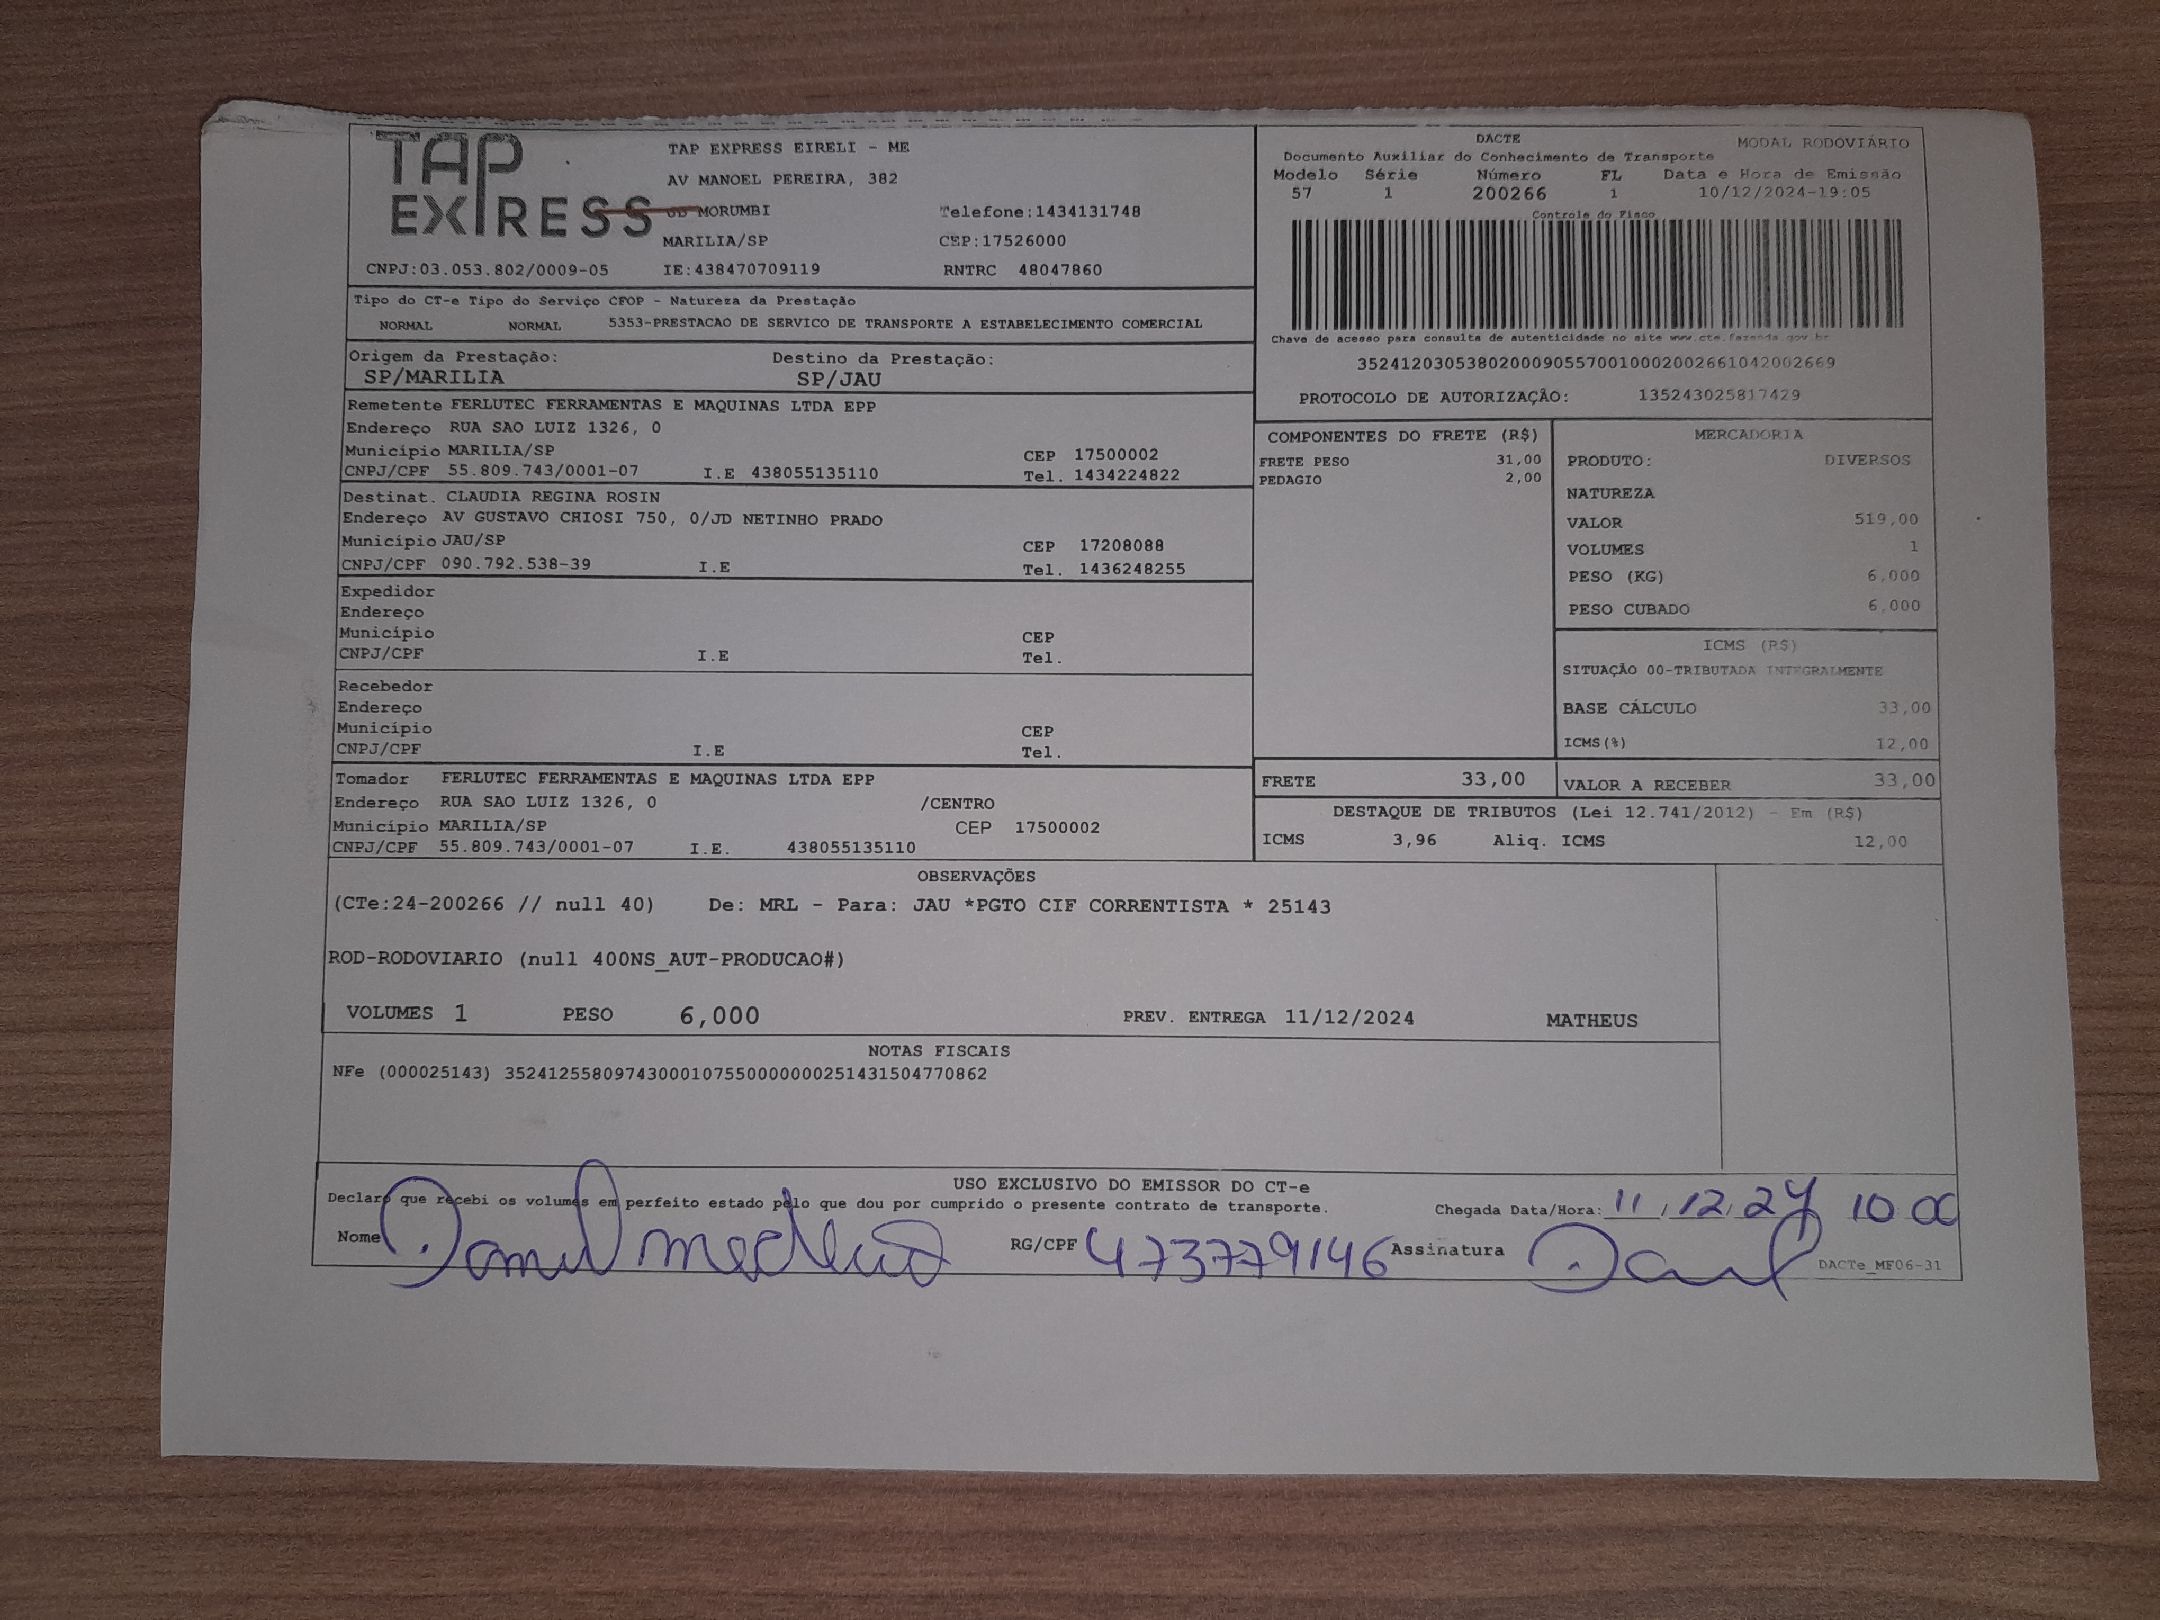 TAP
EXPRESS
TAP EXPRESS EIRELI - ME
AV MANOEL PEREIRA, 382
MORUMBI Telefone:1434131748
MARILIA/SP CEP:17526000
CNPJ:03.053.802/0009-05 IE:438470709119 RNTRC 48047860
DACTE MODAL RODOVIÁRIO
Documento Auxiliar do Conhecimento de Transporte
Modelo Série Número FL Data e Hora de Emissão
57 1 200266 1 10/12/2024-19:05
Controle do Fisco
Chave de acesso para consulta de autenticidade no site www.cte.fazenda.gov.br
35241203053802000905570010002002661042002669
PROTOCOLO DE AUTORIZAÇÃO: 135243025817429
Tipo do CT-e Tipo do Serviço CFOP - Natureza da Prestação
NORMAL NORMAL 5353-PRESTACAO DE SERVICO DE TRANSPORTE A ESTABELECIMENTO COMERCIAL
Origem da Prestação: Destino da Prestação:
SP/MARILIA SP/JAU
Remetente FERLUTEC FERRAMENTAS E MAQUINAS LTDA EPP
Endereço RUA SAO LUIZ 1326, 0
Município MARILIA/SP CEP 17500002
CNPJ/CPF 55.809.743/0001-07 I.E 438055135110 Tel. 1434224822
Destinat. CLAUDIA REGINA ROSIN
Endereço AV GUSTAVO CHIOSI 750, 0/JD NETINHO PRADO
Município JAU/SP CEP 17208088
CNPJ/CPF 090.792.538-39 I.E Tel. 1436248255
Expedidor
Endereço
Município CEP
CNPJ/CPF I.E Tel.
Recebedor
Endereço
Município CEP
CNPJ/CPF I.E Tel.
Tomador FERLUTEC FERRAMENTAS E MAQUINAS LTDA EPP
Endereço RUA SAO LUIZ 1326, 0 /CENTRO
Município MARILIA/SP CEP 17500002
CNPJ/CPF 55.809.743/0001-07 I.E. 438055135110
COMPONENTES DO FRETE (R$)
FRETE PESO 31,00
PEDAGIO 2,00
MERCADORIA
PRODUTO: DIVERSOS
NATUREZA
VALOR 519,00
VOLUMES 1
PESO (KG) 6,000
PESO CUBADO 6,000
ICMS (R$)
SITUAÇÃO 00-TRIBUTADA INTEGRALMENTE
BASE CÁLCULO 33,00
ICMS(%) 12,00
FRETE 33,00 VALOR A RECEBER 33,00
DESTAQUE DE TRIBUTOS (Lei 12.741/2012) - Em (R$)
ICMS 3,96 Aliq. ICMS 12,00
OBSERVAÇÕES
(CTe:24-200266 // null 40) De: MRL - Para: JAU *PGTO CIF CORRENTISTA * 25143
ROD-RODOVIARIO (null 400NS_AUT-PRODUCAO#)
VOLUMES 1 PESO 6,000 PREV. ENTREGA 11/12/2024 MATHEUS
NOTAS FISCAIS
NFe (000025143) 35241255809743000107550000000251431504770862
USO EXCLUSIVO DO EMISSOR DO CT-e
Declaro que recebi os volumes em perfeito estado pelo que dou por cumprido o presente contrato de transporte. Chegada Data/Hora: 11/12/24 10 00
Nome RG/CPF 473779146 Assinatura
DACTe_MF06-31